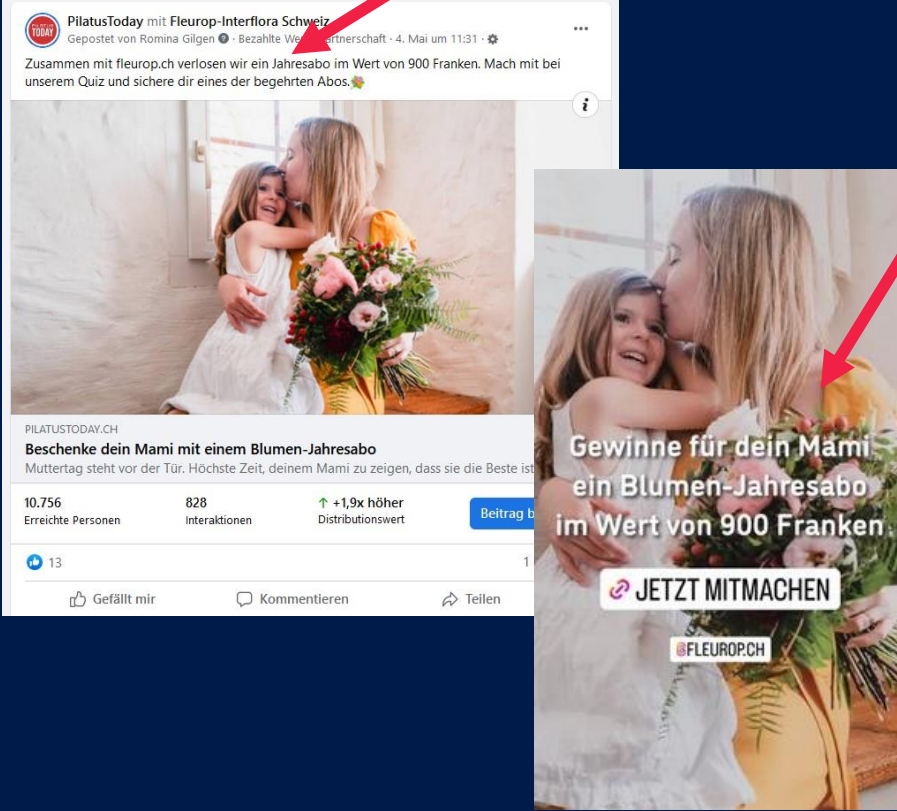 PILATUS
TODAY
PilatusToday mit Fleurop-Interflora Schweiz
Gepostet von Romina Gilgen · Bezahlte · 4. Mai um 11:31 ·
Zusammen mit fleurop.ch verlosen wir ein Jahresabo im Wert von 900 Franken. Mach mit bei
unserem Quiz und sichere dir eines der begehrten Abos.💐
i
PILATUSTODAY.CH
Beschenke dein Mami mit einem Blumen-Jahresabo
Muttertag steht vor der Tür. Höchste Zeit, deinem Mami zu zeigen, dass sie die Beste ist
10.756
Erreichte Personen
828
Interaktionen
↑ +1,9x höher
Distributionswert
Beitrag b
13
1
Gefällt mir
Kommentieren
Teilen
Gewinne für dein Mami
ein Blumen-Jahresabo
im Wert von 900 Franken.
JETZT MITMACHEN
@FLEUROP.CH